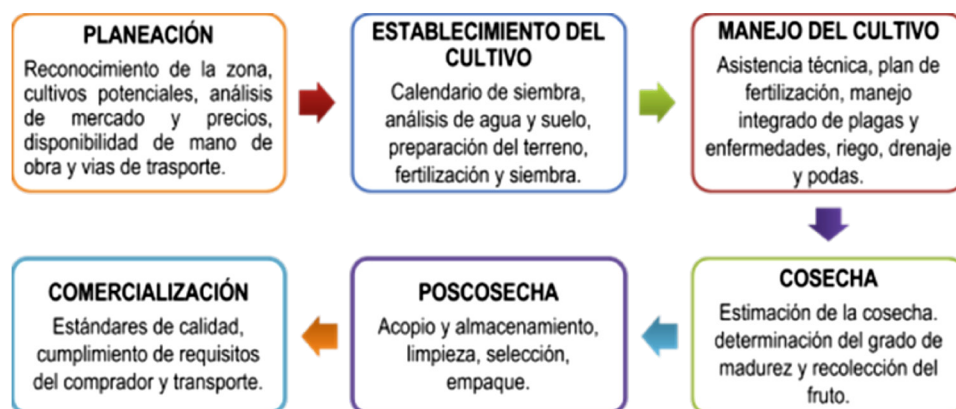 PLANEACIÓN
Reconocimiento de la zona,
cultivos potenciales, análisis
de mercado y precios,
disponibilidad de mano de
obra y vias de trasporte.
ESTABLECIMIENTO DEL
CULTIVO
Calendario de siembra,
análisis de agua y suelo,
preparación del terreno,
fertilización y siembra.
MANEJO DEL CULTIVO
Asistencia técnica, plan de
fertilización, manejo
integrado de plagas y
enfermedades, riego, drenaje
y podas.
COSECHA
Estimación de la cosecha.
determinación del grado de
madurez y recolección del
fruto.
POSCOSECHA
Acopio y almacenamiento,
limpieza, selección,
empaque.
COMERCIALIZACIÓN
Estándares de calidad,
cumplimiento de requisitos
del comprador y transporte.